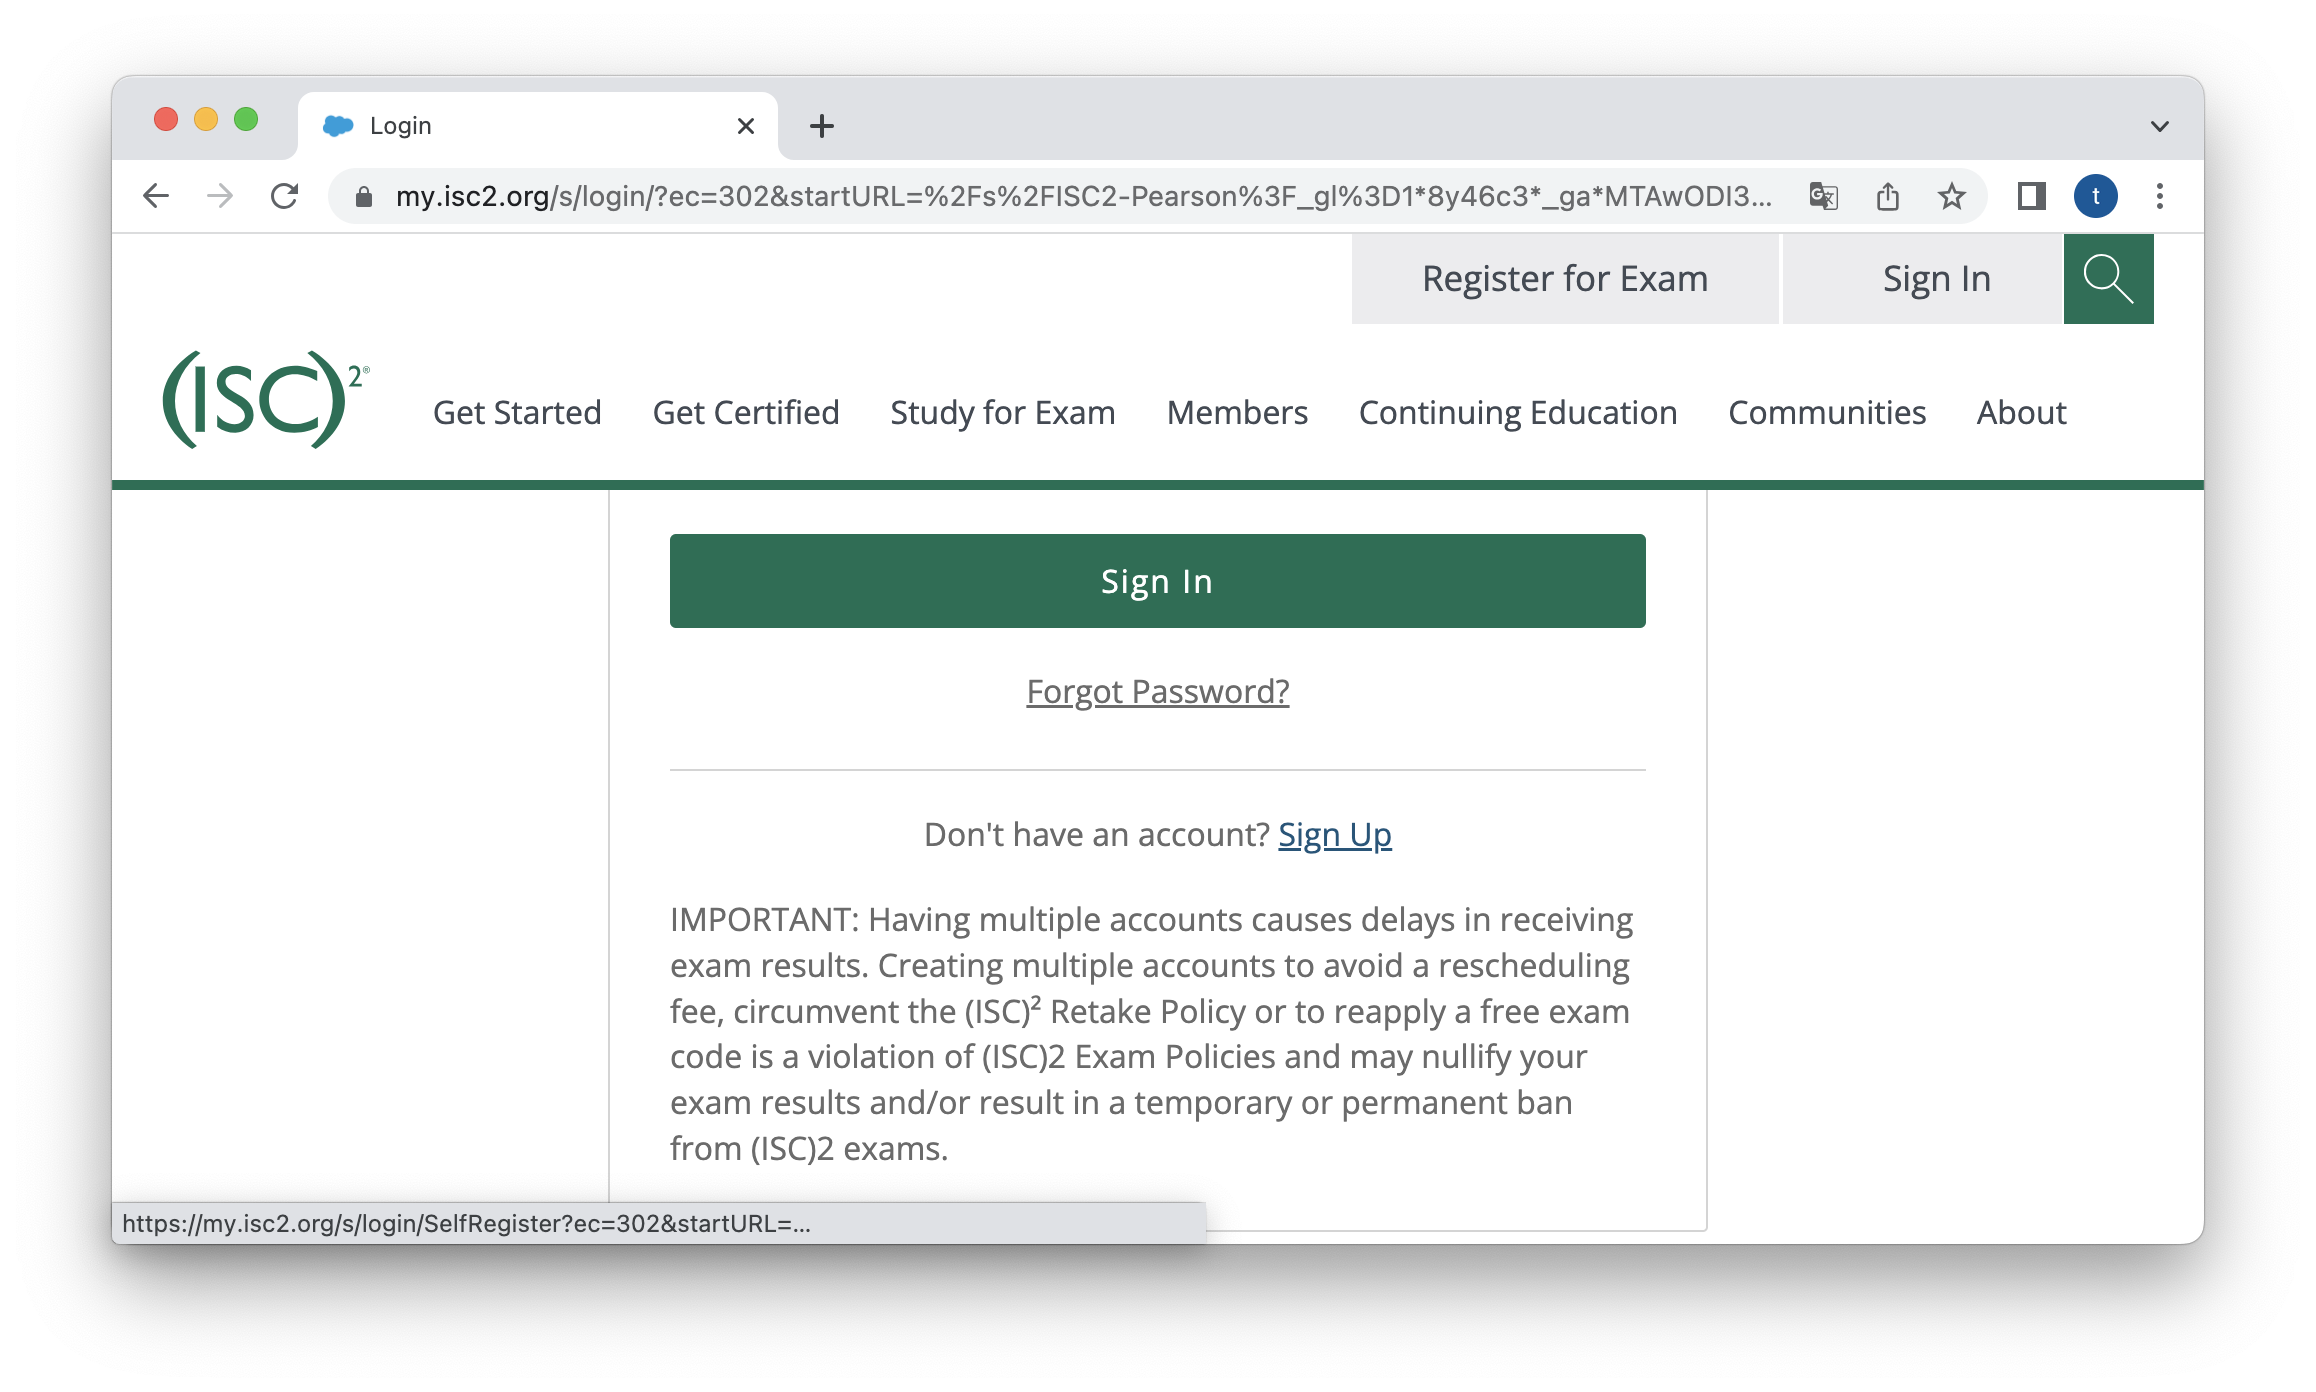 Login
my.isc2.org/s/login/?ec=302&startURL=%2Fs%2FISC2-Pearson%3F_gl%3D1*8y46c3*_ga*MTAwODI3...
t
Register for Exam
Sign In
(ISC)²®
Get Started
Get Certified
Study for Exam
Members
Continuing Education
Communities
About
Sign In
Forgot Password?
Don't have an account? Sign Up
IMPORTANT: Having multiple accounts causes delays in receiving
exam results. Creating multiple accounts to avoid a rescheduling
fee, circumvent the (ISC)² Retake Policy or to reapply a free exam
code is a violation of (ISC)2 Exam Policies and may nullify your
exam results and/or result in a temporary or permanent ban
from (ISC)2 exams.
https://my.isc2.org/s/login/SelfRegister?ec=302&startURL=...